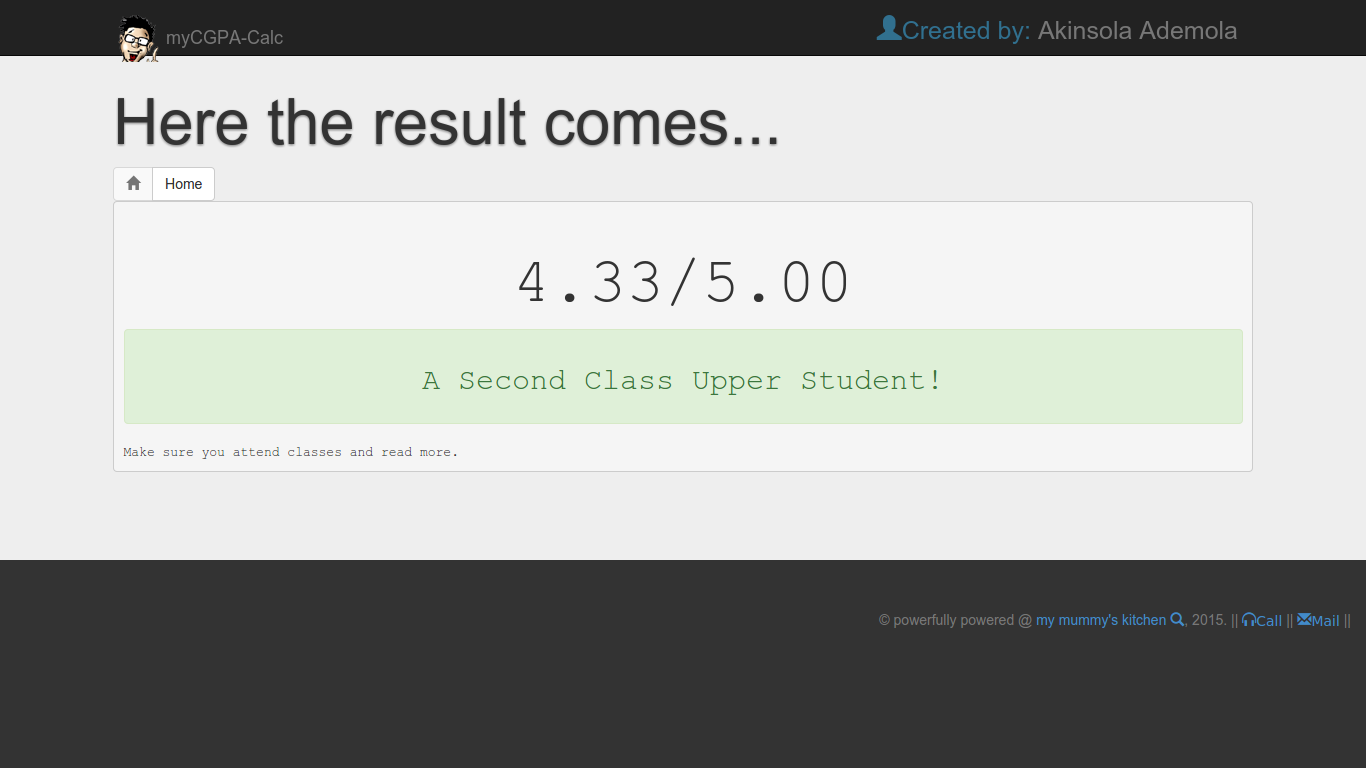 myCGPA-Calc
Created by: Akinsola Ademola
Here the result comes...
Home
4.33/5.00
A Second Class Upper Student!
Make sure you attend classes and read more.
© powerfully powered @ my mummy's kitchen , 2015. || Call || Mail ||